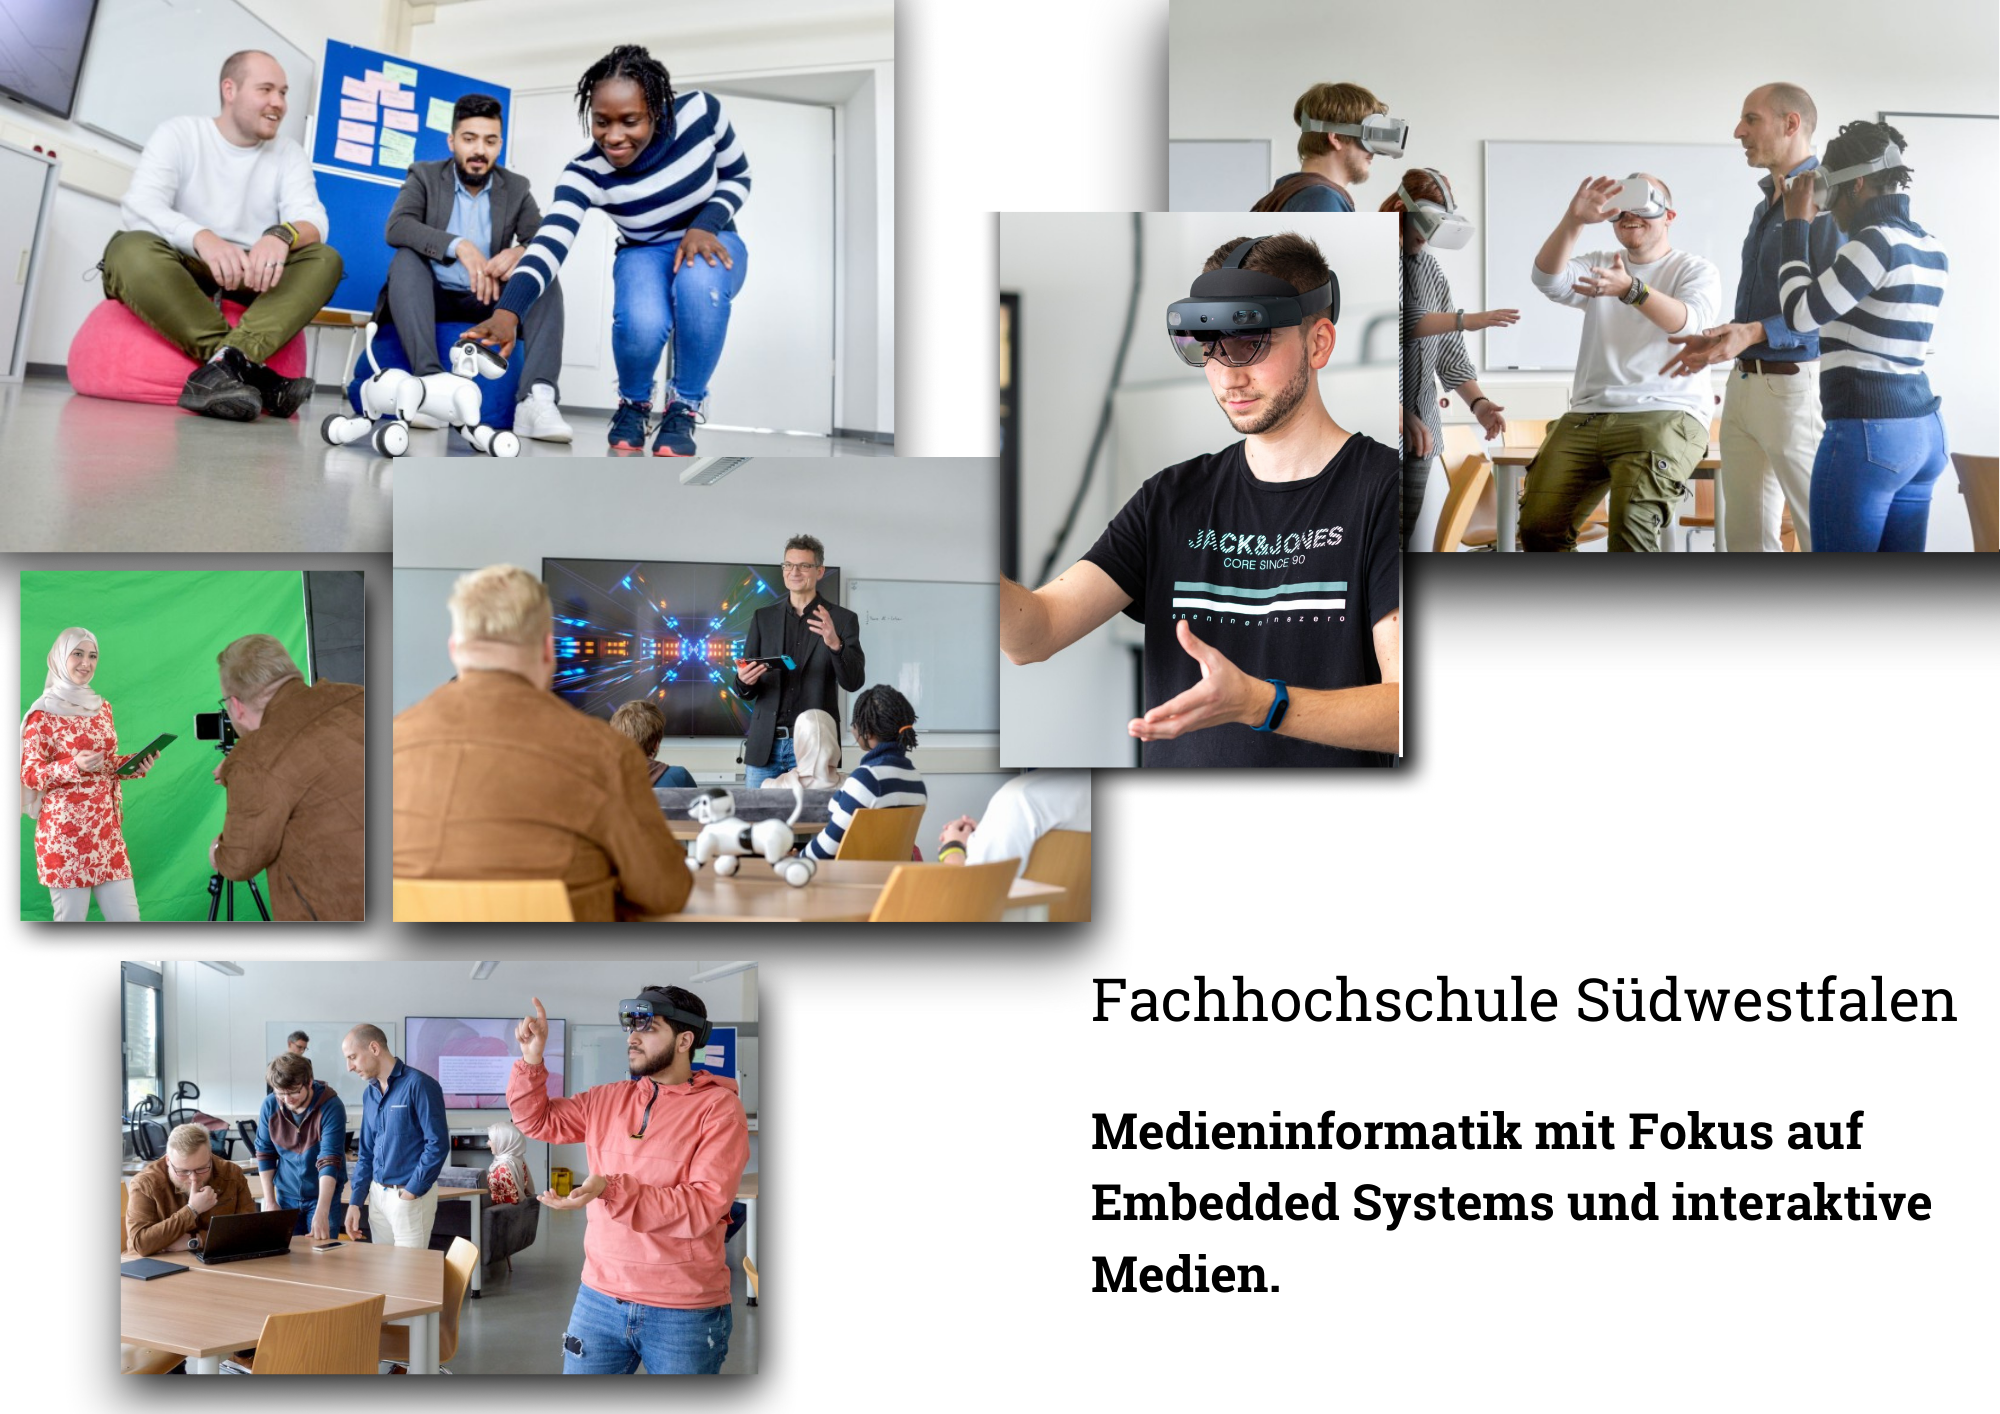 JACK&JONES
CORE SINCE 90
Fachhochschule Südwestfalen
Medieninformatik mit Fokus auf
Embedded Systems und interaktive
Medien.